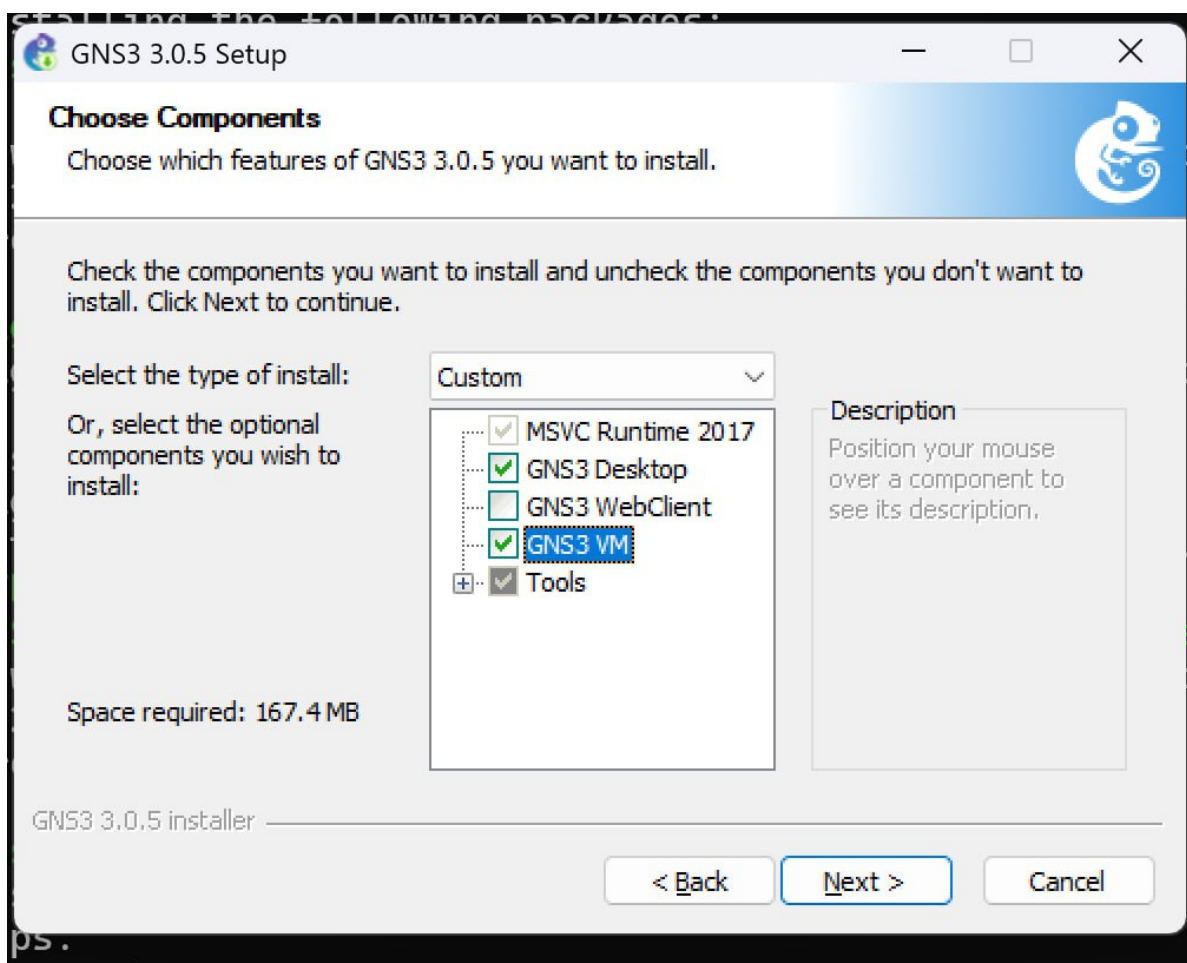 stalling the following packages:
GNS3 3.0.5 Setup
Choose Components
Choose which features of GNS3 3.0.5 you want to install.
Check the components you want to install and uncheck the components you don't want to
install. Click Next to continue.
Select the type of install:
Custom
Or, select the optional
components you wish to
install:
MSVC Runtime 2017
GNS3 Desktop
GNS3 WebClient
GNS3 VM
Tools
Description
Position your mouse
over a component to
see its description.
Space required: 167.4 MB
GNS3 3.0.5 installer
< Back
Next >
Cancel
ps.